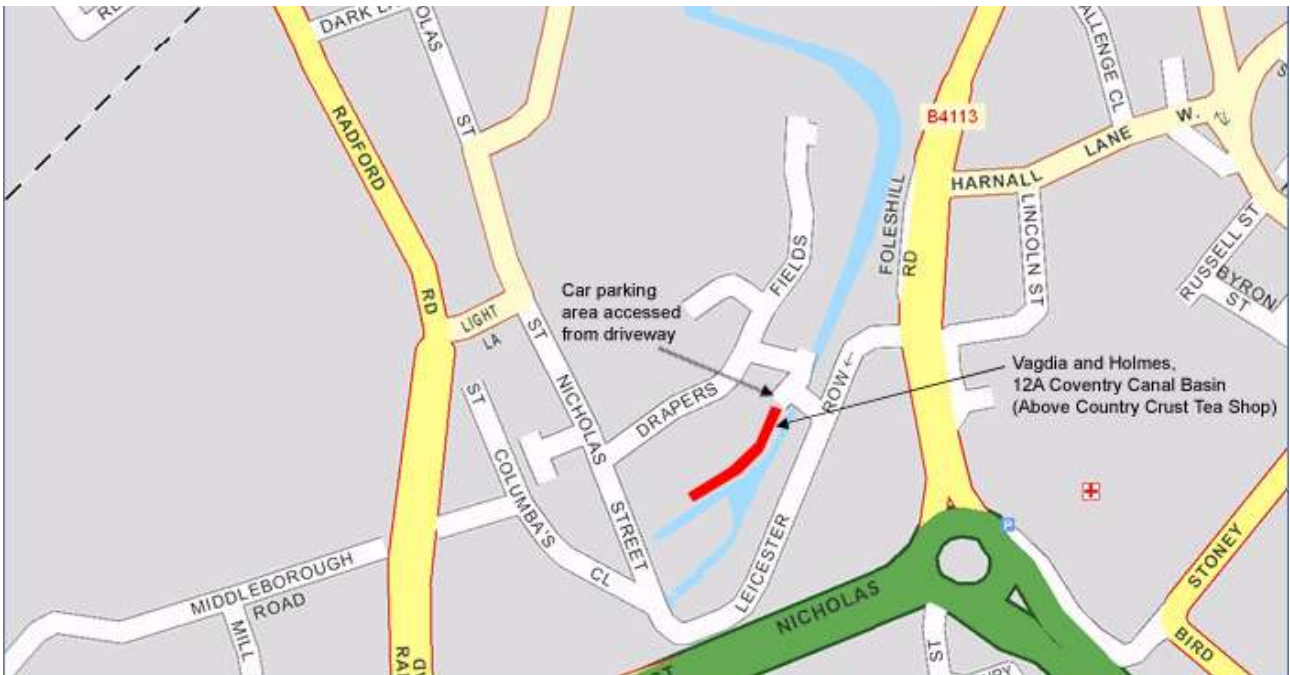 DARK
OLAS
ST
RADFORD
RD
LIGHT
LA
ST
NICHOLAS
STREET
ST
COLUMBA'S
CL
MIDDLEBOROUGH
ROAD
MILL
DRAPERS
FIELDS
Car parking
area accessed
from driveway
B4113
FOLESHILL
RD
ALLENGE CL
HARNALL
LANE
W.
LINCOLN ST
RUSSELL ST
BYRON
ST
ROW ←
LEICESTER
Vagdia and Holmes,
12A Coventry Canal Basin
(Above Country Crust Tea Shop)
P
NICHOLAS
ST
ST
STONEY
BIRD